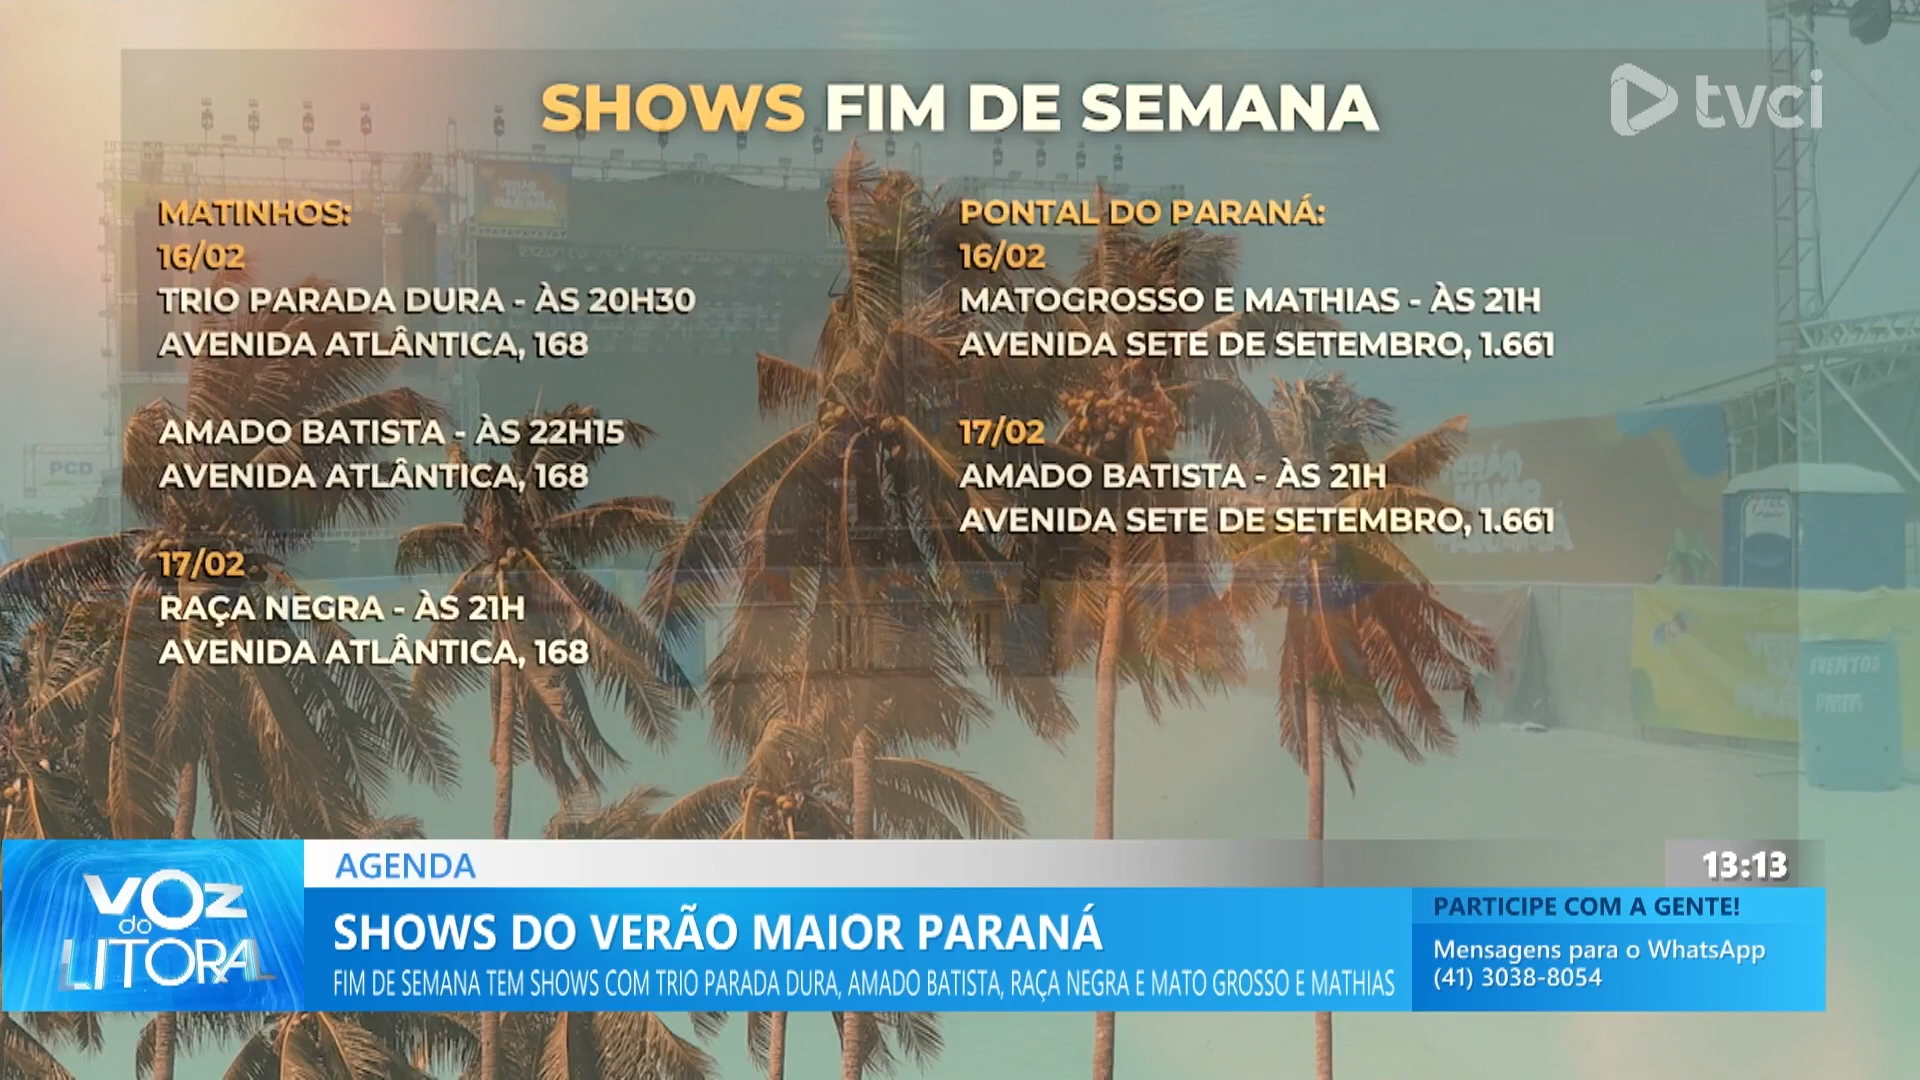 SHOWS FIM DE SEMANA
tvci
MATINHOS:
16/02
TRIO PARADA DURA - ÀS 20H30
AVENIDA ATLÂNTICA, 168
AMADO BATISTA - ÀS 22H15
AVENIDA ATLÂNTICA, 168
17/02
RAÇA NEGRA - ÀS 21H
AVENIDA ATLÂNTICA, 168
PONTAL DO PARANÁ:
16/02
MATOGROSSO E MATHIAS - ÀS 21H
AVENIDA SETE DE SETEMBRO, 1.661
17/02
AMADO BATISTA - ÀS 21H
AVENIDA SETE DE SETEMBRO, 1.661
PCD
EVENTOS
VOZ
do
LITORAL
AGENDA
13:13
SHOWS DO VERÃO MAIOR PARANÁ
FIM DE SEMANA TEM SHOWS COM TRIO PARADA DURA, AMADO BATISTA, RAÇA NEGRA E MATO GROSSO E MATHIAS
PARTICIPE COM A GENTE!
Mensagens para o WhatsApp
(41) 3038-8054